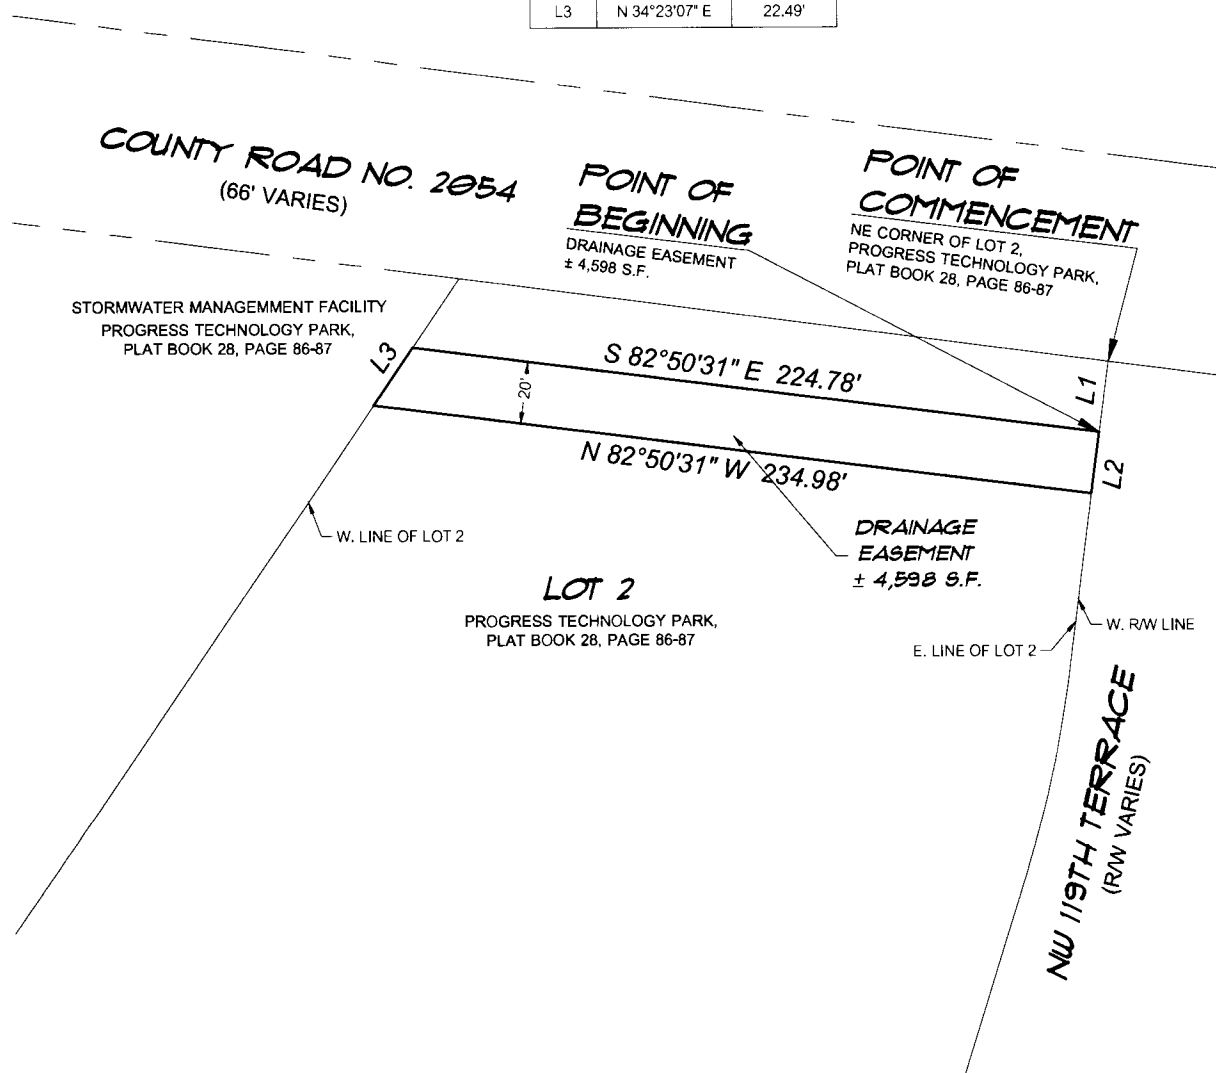 L3 N 34°23'07" E 22.49'
COUNTY ROAD NO. 2054
(66' VARIES)
POINT OF
BEGINNING
DRAINAGE EASEMENT
± 4,598 S.F.
POINT OF
COMMENCEMENT
NE CORNER OF LOT 2,
PROGRESS TECHNOLOGY PARK,
PLAT BOOK 28, PAGE 86-87
STORMWATER MANAGEMMENT FACILITY
PROGRESS TECHNOLOGY PARK,
PLAT BOOK 28, PAGE 86-87
L3
S 82°50'31" E 224.78'
L1
20'
N 82°50'31" W 234.98'
L2
W. LINE OF LOT 2
DRAINAGE
EASEMENT
± 4,598 S.F.
LOT 2
PROGRESS TECHNOLOGY PARK,
PLAT BOOK 28, PAGE 86-87
W. R/W LINE
E. LINE OF LOT 2
NW 119TH TERRACE
(R/W VARIES)